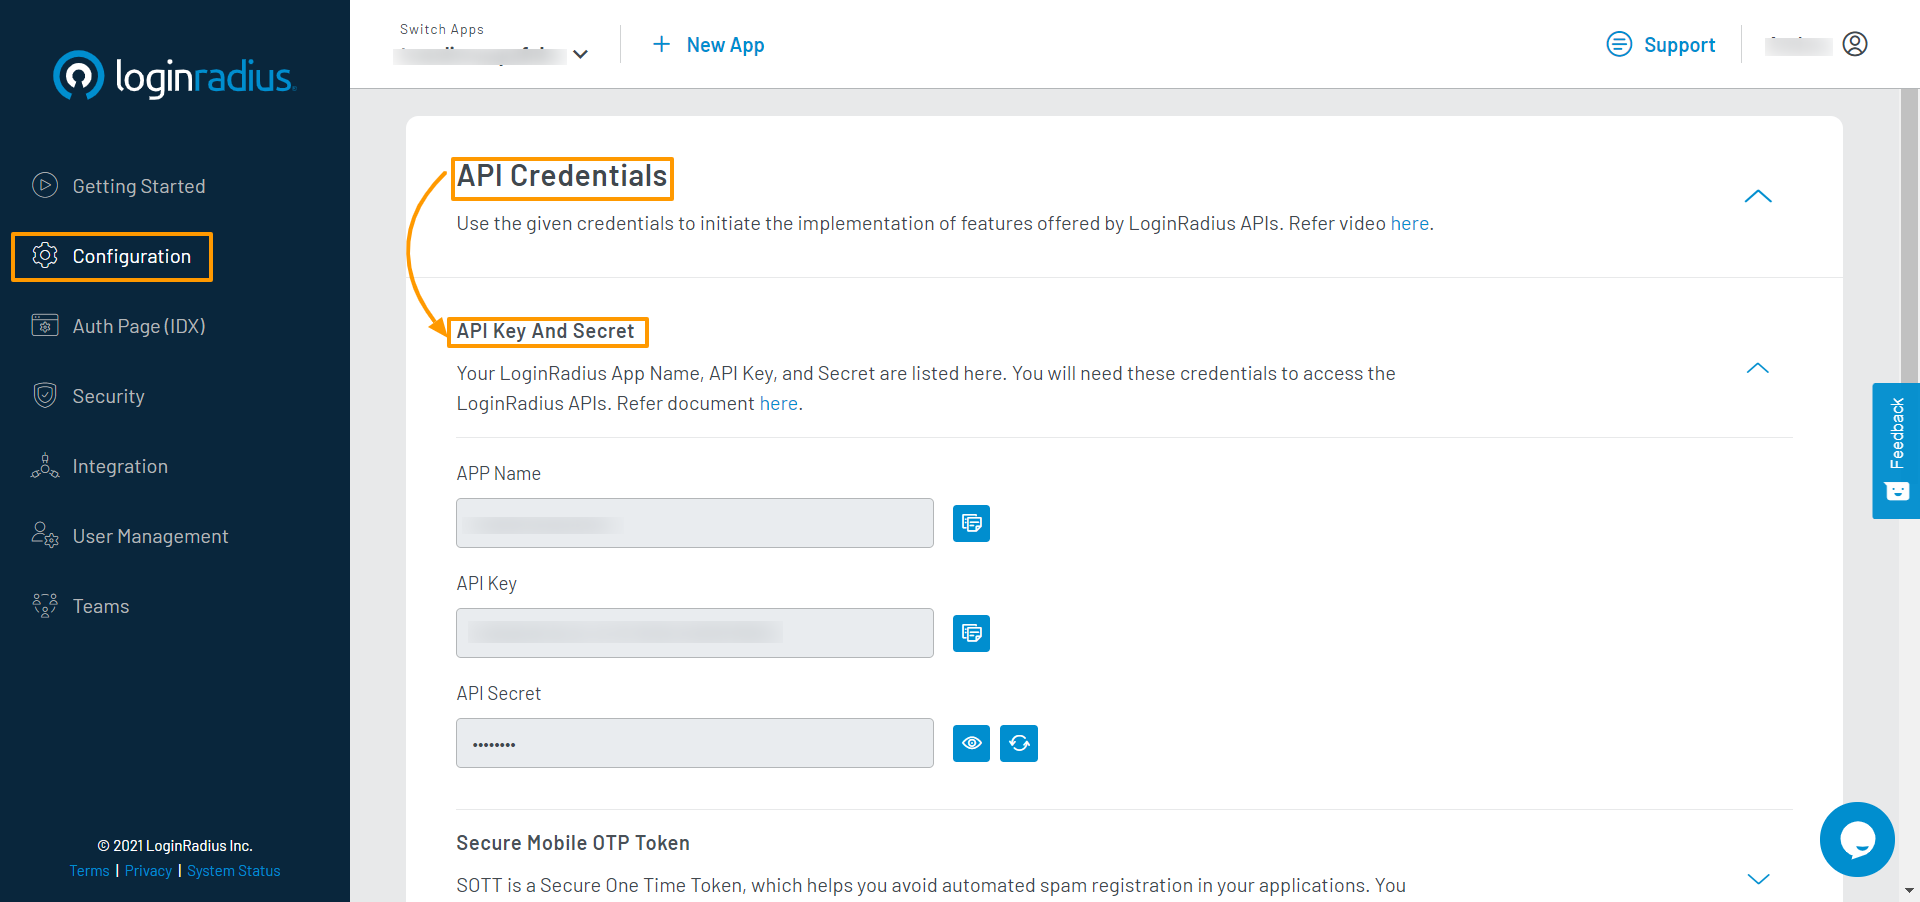 loginradius
Getting Started
Configuration
Auth Page (IDX)
Security
Integration
User Management
Teams
© 2021 LoginRadius Inc.
Terms | Privacy | System Status
Switch Apps
New App
Support
API Credentials
Use the given credentials to initiate the implementation of features offered by LoginRadius APIs. Refer video here.
API Key And Secret
Your LoginRadius App Name, API Key, and Secret are listed here. You will need these credentials to access the
LoginRadius APIs. Refer document here.
APP Name
API Key
API Secret
••••••••
Secure Mobile OTP Token
SOTT is a Secure One Time Token, which helps you avoid automated spam registration in your applications. You
Feedback